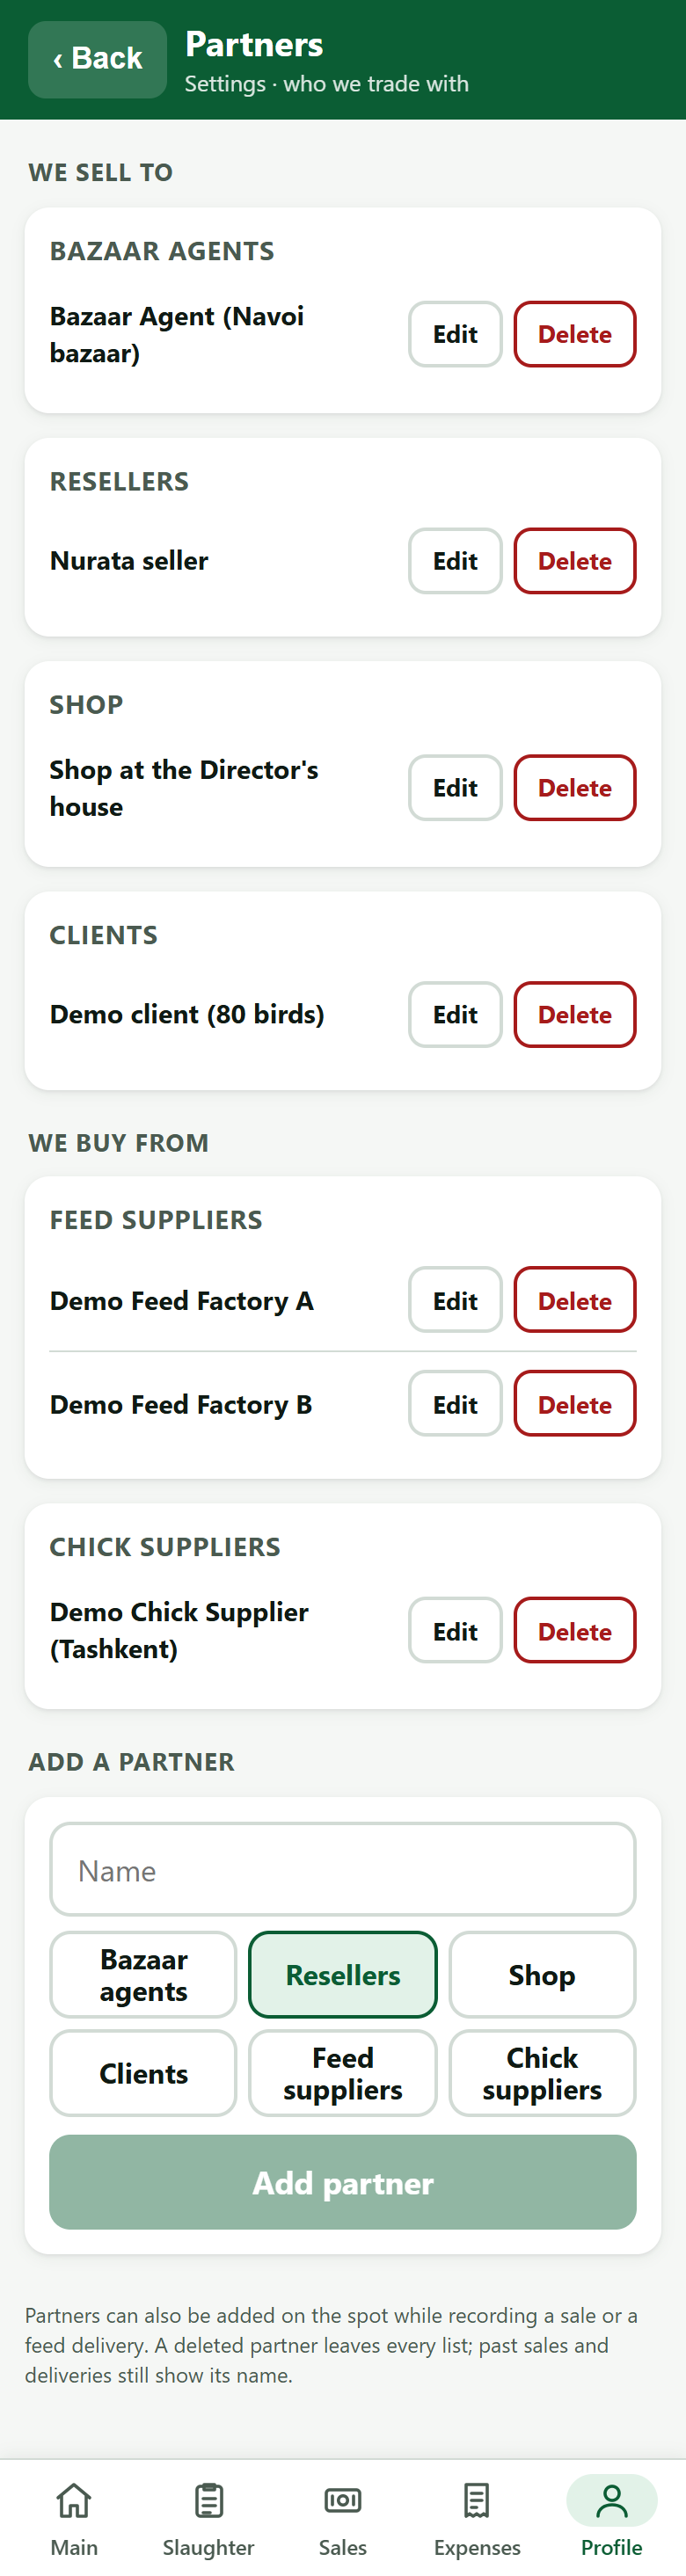 ‹ Back
Partners
Settings · who we trade with
WE SELL TO
BAZAAR AGENTS
Bazaar Agent (Navoi
bazaar)
Edit
Delete
RESELLERS
Nurata seller
Edit
Delete
SHOP
Shop at the Director's
house
Edit
Delete
CLIENTS
Demo client (80 birds)
Edit
Delete
WE BUY FROM
FEED SUPPLIERS
Demo Feed Factory A
Edit
Delete
Demo Feed Factory B
Edit
Delete
CHICK SUPPLIERS
Demo Chick Supplier
(Tashkent)
Edit
Delete
ADD A PARTNER
Name
Bazaar
agents
Resellers
Shop
Clients
Feed
suppliers
Chick
suppliers
Add partner
Partners can also be added on the spot while recording a sale or a
feed delivery. A deleted partner leaves every list; past sales and
deliveries still show its name.
Main
Slaughter
Sales
Expenses
Profile